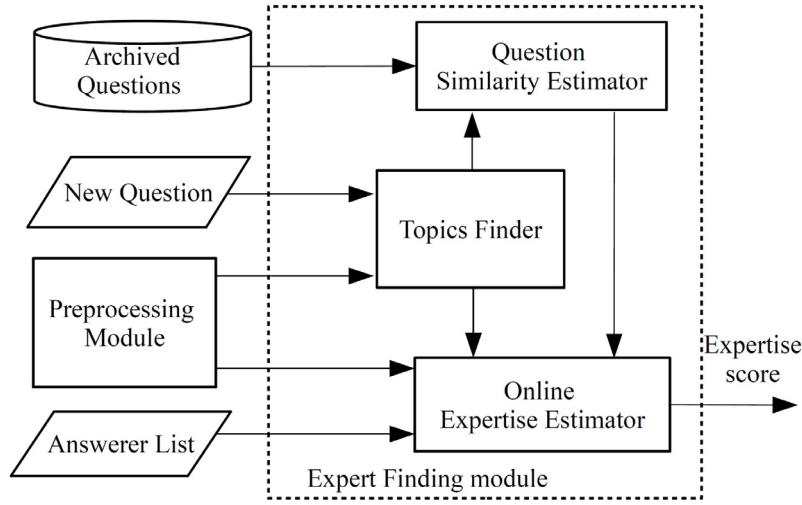 Archived
Questions
Question
Similarity Estimator
New Question
Topics Finder
Preprocessing
Module
Expertise
score
Online
Expertise Estimator
Answerer List
Expert Finding module